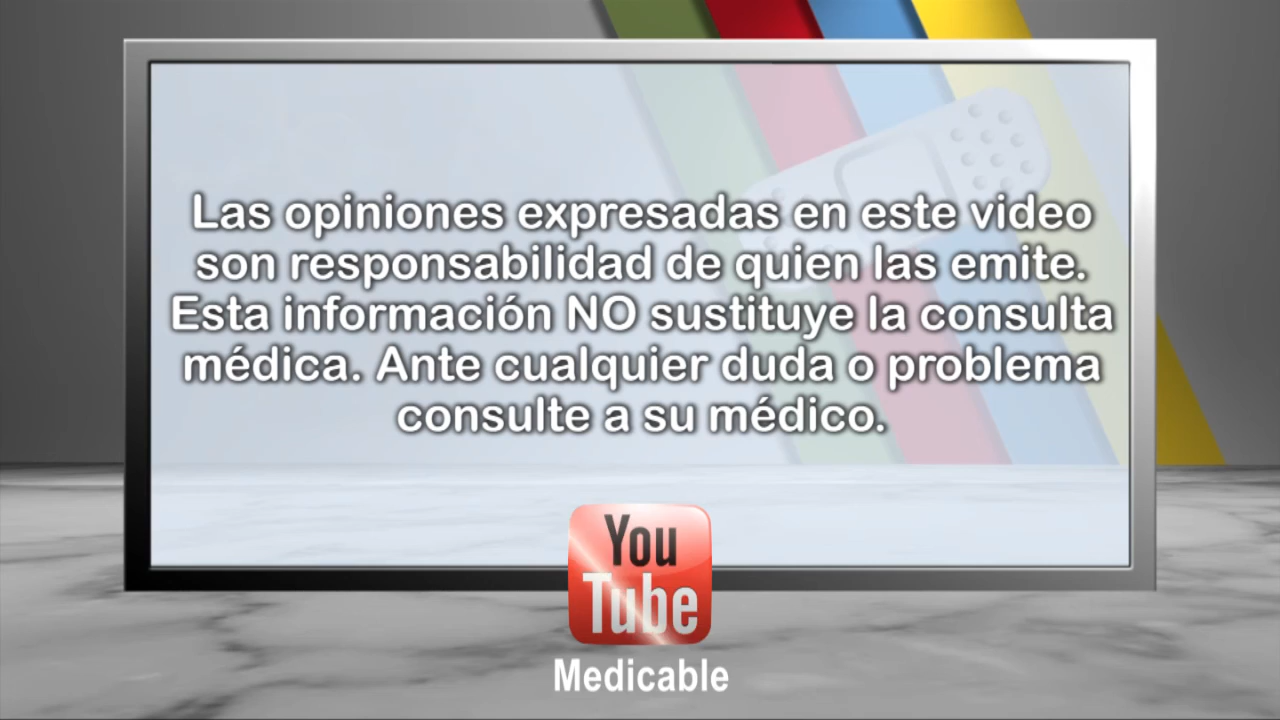 Las opiniones expresadas en este video
son responsabilidad de quien las emite.
Esta información NO sustituye la consulta
médica. Ante cualquier duda o problema
consulte a su médico.
You
Tube
Medicable